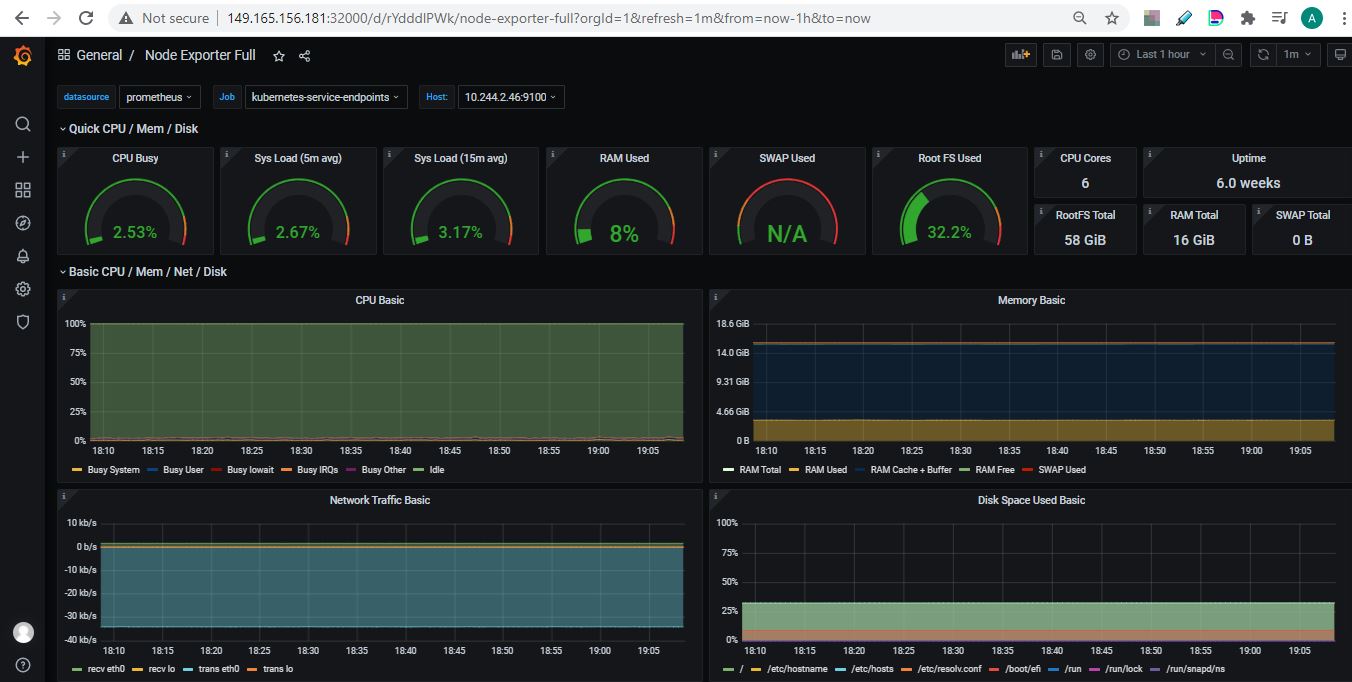 Not secure | 149.165.156.181:32000/d/rYdddlPWk/node-exporter-full?orgId=1&refresh=1m&from=now-1h&to=now
A
General / Node Exporter Full
Last 1 hour
1m
datasource prometheus Job kubernetes-service-endpoints Host: 10.244.2.46:9100
Quick CPU / Mem / Disk
CPU Busy
2.53%
Sys Load (5m avg)
2.67%
Sys Load (15m avg)
3.17%
RAM Used
8%
SWAP Used
N/A
Root FS Used
32.2%
CPU Cores
6
Uptime
6.0 weeks
RootFS Total
58 GiB
RAM Total
16 GiB
SWAP Total
0 B
Basic CPU / Mem / Net / Disk
CPU Basic
100%
75%
50%
25%
0%
18:10 18:15 18:20 18:25 18:30 18:35 18:40 18:45 18:50 18:55 19:00 19:05
Busy System Busy User Busy Iowait Busy IRQs Busy Other Idle
Memory Basic
18.6 GiB
14.0 GiB
9.31 GiB
4.66 GiB
0 B
18:10 18:15 18:20 18:25 18:30 18:35 18:40 18:45 18:50 18:55 19:00 19:05
RAM Total RAM Used RAM Cache + Buffer RAM Free SWAP Used
Network Traffic Basic
10 kb/s
0 b/s
-10 kb/s
-20 kb/s
-30 kb/s
-40 kb/s
18:10 18:15 18:20 18:25 18:30 18:35 18:40 18:45 18:50 18:55 19:00 19:05
recv eth0 recv lo trans eth0 trans lo
Disk Space Used Basic
100%
75%
50%
25%
0%
18:10 18:15 18:20 18:25 18:30 18:35 18:40 18:45 18:50 18:55 19:00 19:05
/ /etc/hostname /etc/hosts /etc/resolv.conf /boot/efi /run /run/lock /run/snapd/ns